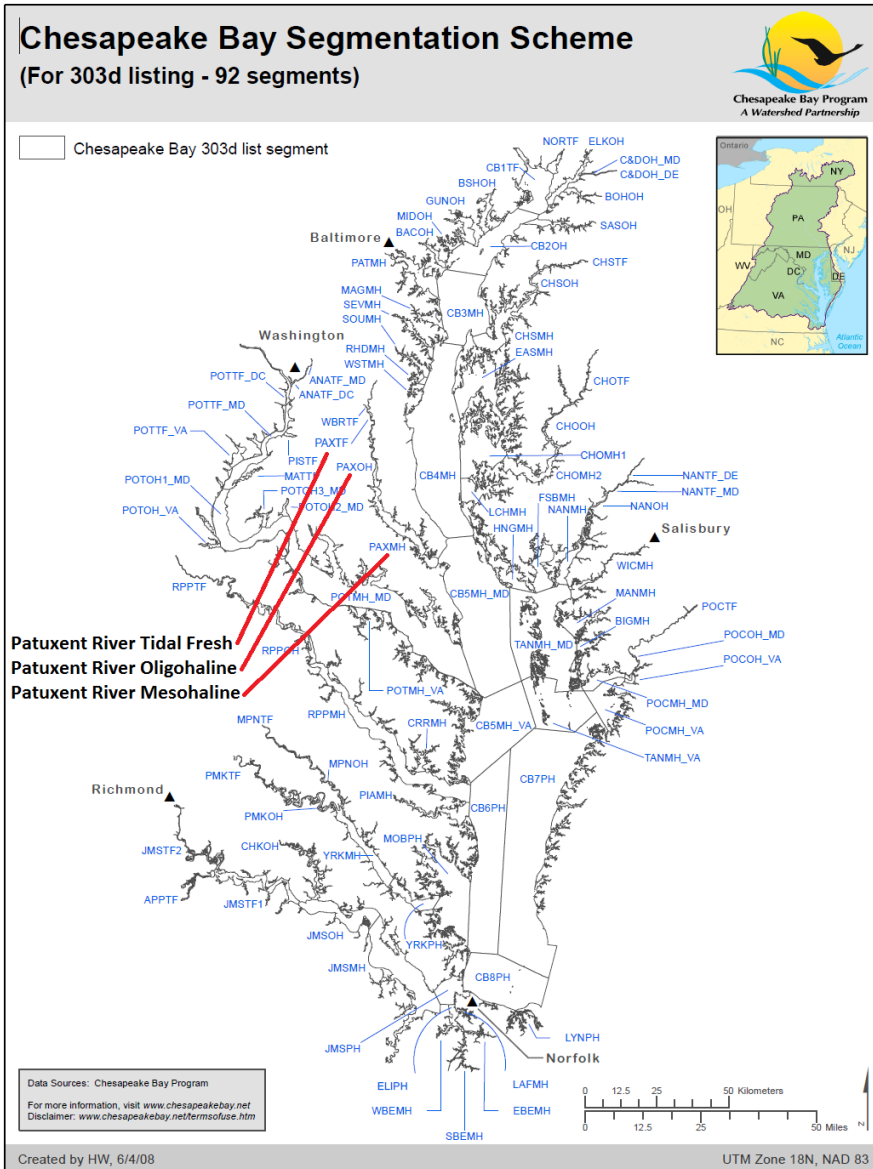 Chesapeake Bay Segmentation Scheme
(For 303d listing - 92 segments)
Chesapeake Bay Program
A Watershed Partnership
Chesapeake Bay 303d list segment
Ontario
NY
OH
PA
NJ
MD
WV
DC
DE
VA
Atlantic
Ocean
NC
NORTF
ELKOH
CB1TF
C&DOH_MD
C&DOH_DE
BSHOH
BOHOH
GUNOH
MIDOH
BACOH
SASOH
Baltimore
CB2OH
PATMH
CHSTF
CHSOH
MAGMH
SEVMH
SOUMH
CB3MH
Washington
CHSMH
EASMH
RHDMH
WSTMH
POTTF_DC
ANATF_MD
ANATF_DC
CHOTF
POTTF_MD
WBRTF
CHOOH
POTTF_VA
PAXTF
CHOMH1
PISTF
PAXOH
CB4MH
CHOMH2
MATTF
NANTF_DE
POTOH1_MD
POTOH3_MD
NANTF_MD
POTOH2_MD
LCHMH
FSBMH
NANMH
NANOH
POTOH_VA
HNGMH
Salisbury
PAXMH
WICMH
RPPTF
CB5MH_MD
MANMH
POTMH_MD
POCTF
BIGMH
Patuxent River Tidal Fresh
POCOH_MD
RPPOH
TANMH_MD
Patuxent River Oligohaline
POCOH_VA
Patuxent River Mesohaline
POTMH_VA
POCMH_MD
RPPMH
MPNTF
CRRMH
CB5MH_VA
POCMH_VA
TANMH_VA
MPNOH
PMKTF
CB7PH
Richmond
PIAMH
CB6PH
PMKOH
MOBPH
CHKOH
JMSTF2
YRKMH
APPTF
JMSTF1
JMSOH
YRKPH
JMSMH
CB8PH
LYNPH
JMSPH
Norfolk
ELIPH
LAFMH
WBEMH
EBEMH
SBEMH
Data Sources: Chesapeake Bay Program
For more information, visit www.chesapeakebay.net
Disclaimer: www.chesapeakebay.net/termsofuse.htm
0 12.5 25 50 Kilometers
0 12.5 25 50 Miles
Z
Created by HW, 6/4/08
UTM Zone 18N, NAD 83